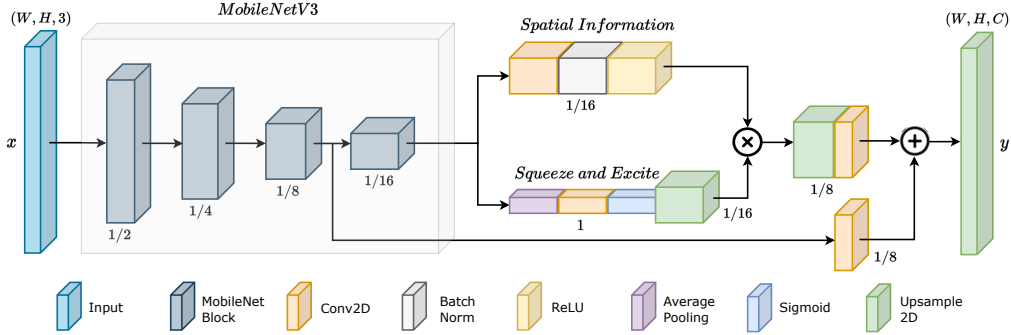 MobileNetV3
(W, H, 3)
(W, H, C)
Spatial Information
1/16
x
y
1/2
1/4
1/8
1/16
Squeeze and Excite
1
1/16
1/8
1/8
Input
MobileNet
Block
Conv2D
Batch
Norm
ReLU
Average
Pooling
Sigmoid
Upsample
2D